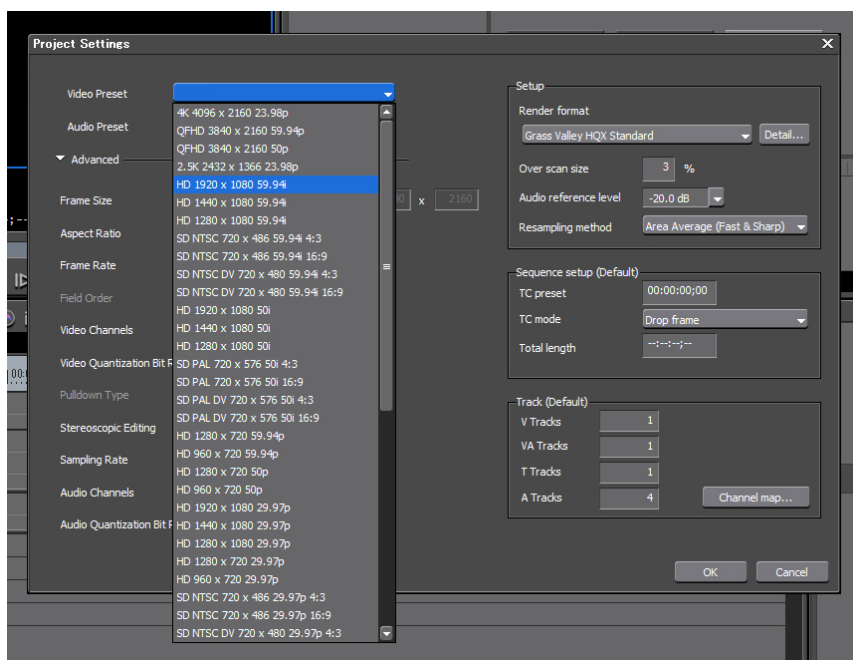 Project Settings
Video Preset
Audio Preset
Advanced
Frame Size
x 2160
Aspect Ratio
Frame Rate
Field Order
Video Channels
Video Quantization Bit R
Pulldown Type
Stereoscopic Editing
Sampling Rate
Audio Channels
Audio Quantization Bit R
4K 4096 x 2160 23.98p
QFHD 3840 x 2160 59.94p
QFHD 3840 x 2160 50p
2.5K 2432 x 1366 23.98p
HD 1920 x 1080 59.94i
HD 1440 x 1080 59.94i
HD 1280 x 1080 59.94i
SD NTSC 720 x 486 59.94i 4:3
SD NTSC 720 x 486 59.94i 16:9
SD NTSC DV 720 x 480 59.94i 4:3
SD NTSC DV 720 x 480 59.94i 16:9
HD 1920 x 1080 50i
HD 1440 x 1080 50i
HD 1280 x 1080 50i
SD PAL 720 x 576 50i 4:3
SD PAL 720 x 576 50i 16:9
SD PAL DV 720 x 576 50i 4:3
SD PAL DV 720 x 576 50i 16:9
HD 1280 x 720 59.94p
HD 960 x 720 59.94p
HD 1280 x 720 50p
HD 960 x 720 50p
HD 1920 x 1080 29.97p
HD 1440 x 1080 29.97p
HD 1280 x 1080 29.97p
HD 1280 x 720 29.97p
HD 960 x 720 29.97p
SD NTSC 720 x 486 29.97p 4:3
SD NTSC 720 x 486 29.97p 16:9
SD NTSC DV 720 x 480 29.97p 4:3
Setup
Render format
Grass Valley HQX Standard Detail...
Over scan size 3 %
Audio reference level -20.0 dB
Resampling method Area Average (Fast & Sharp)
Sequence setup (Default)
TC preset 00:00:00;00
TC mode Drop frame
Total length --:--:--;--
Track (Default)
V Tracks 1
VA Tracks 1
T Tracks 1
A Tracks 4 Channel map...
OK Cancel